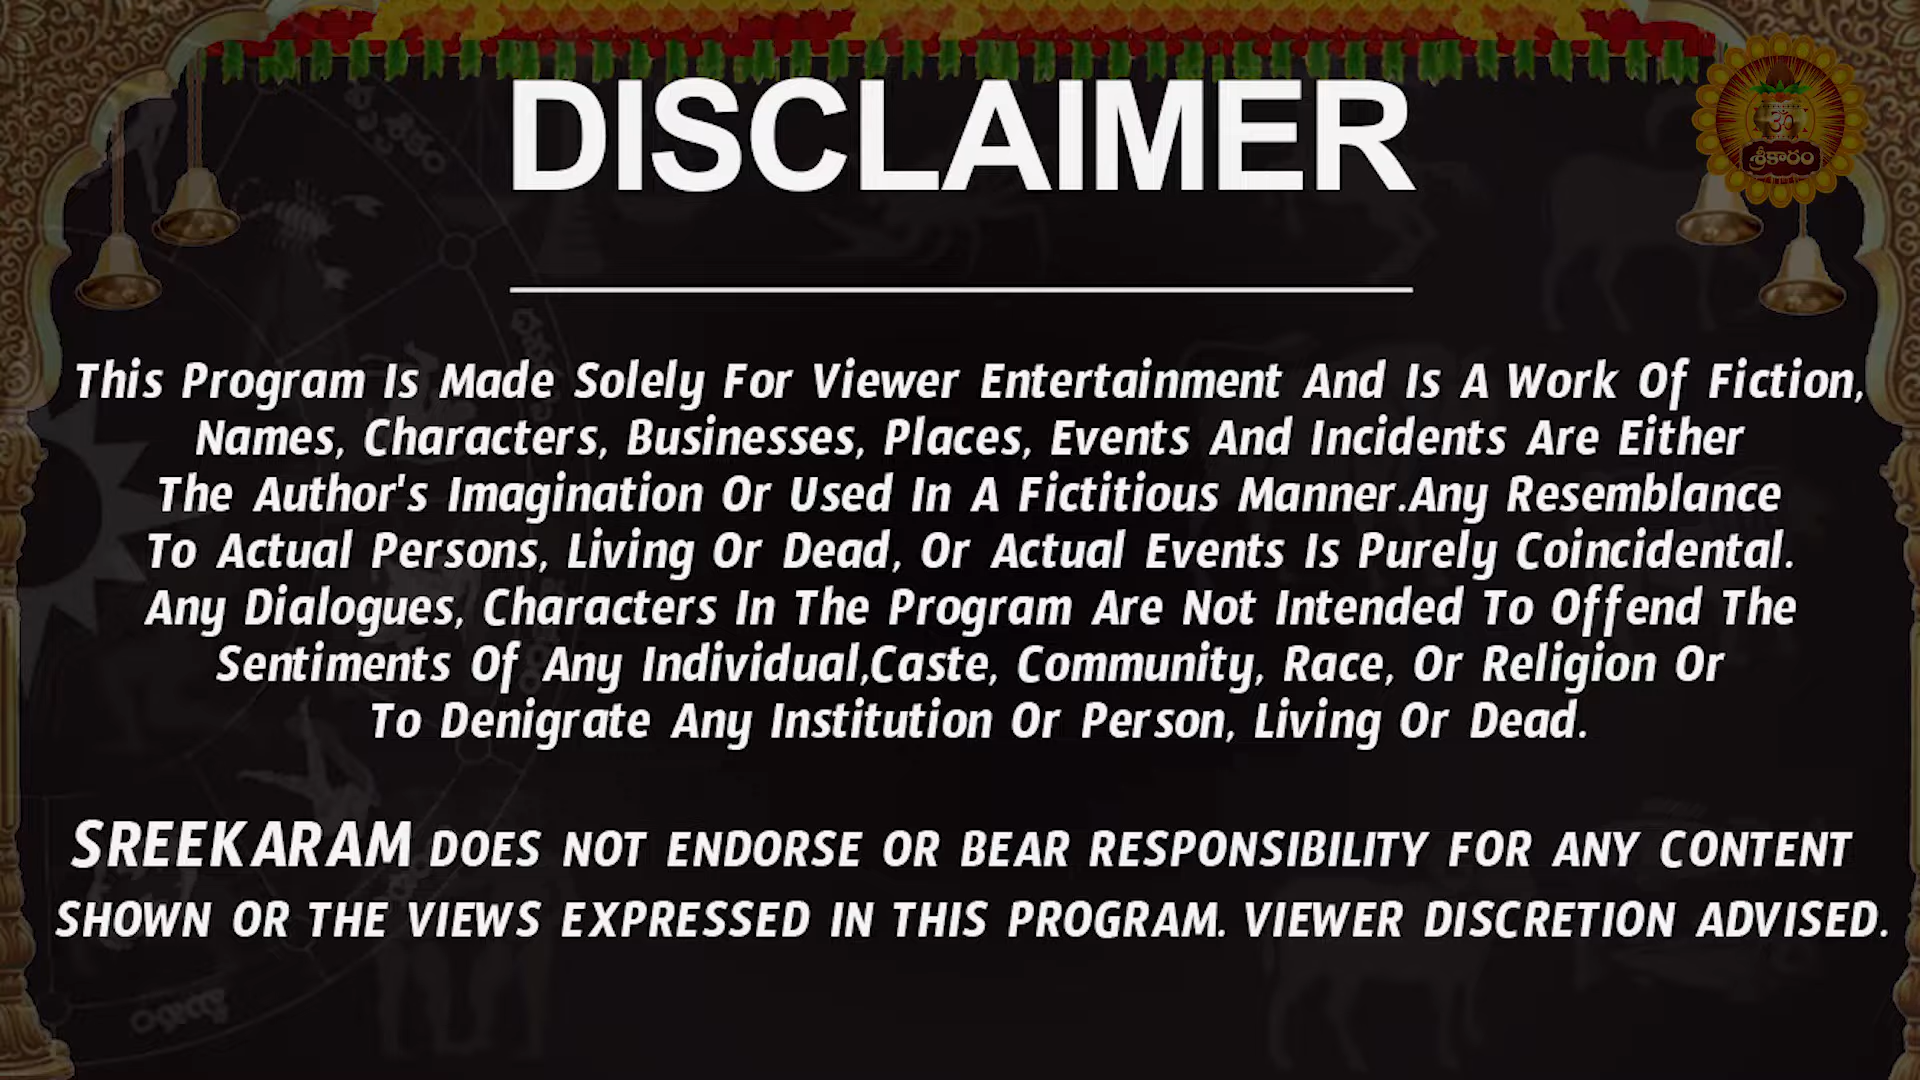 DISCLAIMER
శ్రీకారం
This Program Is Made Solely For Viewer Entertainment And Is A Work Of Fiction,
Names, Characters, Businesses, Places, Events And Incidents Are Either
The Author's Imagination Or Used In A Fictitious Manner.Any Resemblance
To Actual Persons, Living Or Dead, Or Actual Events Is Purely Coincidental.
Any Dialogues, Characters In The Program Are Not Intended To Offend The
Sentiments Of Any Individual,Caste, Community, Race, Or Religion Or
To Denigrate Any Institution Or Person, Living Or Dead.
SREEKARAM DOES NOT ENDORSE OR BEAR RESPONSIBILITY FOR ANY CONTENT
SHOWN OR THE VIEWS EXPRESSED IN THIS PROGRAM. VIEWER DISCRETION ADVISED.